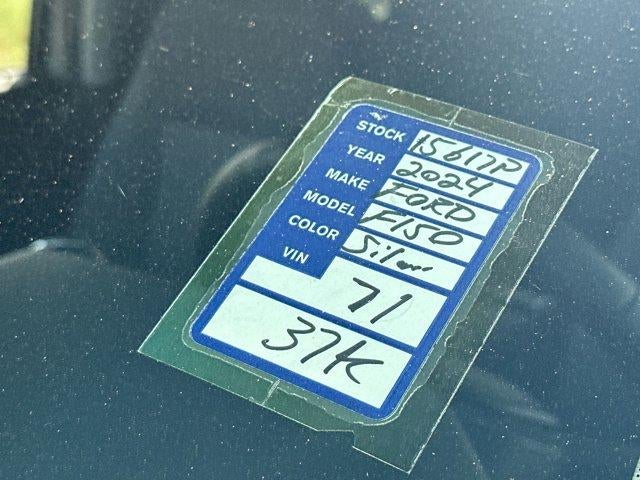 STOCK 15617P
YEAR 2024
MAKE FORD
MODEL F150
COLOR Silver
VIN
71
37K